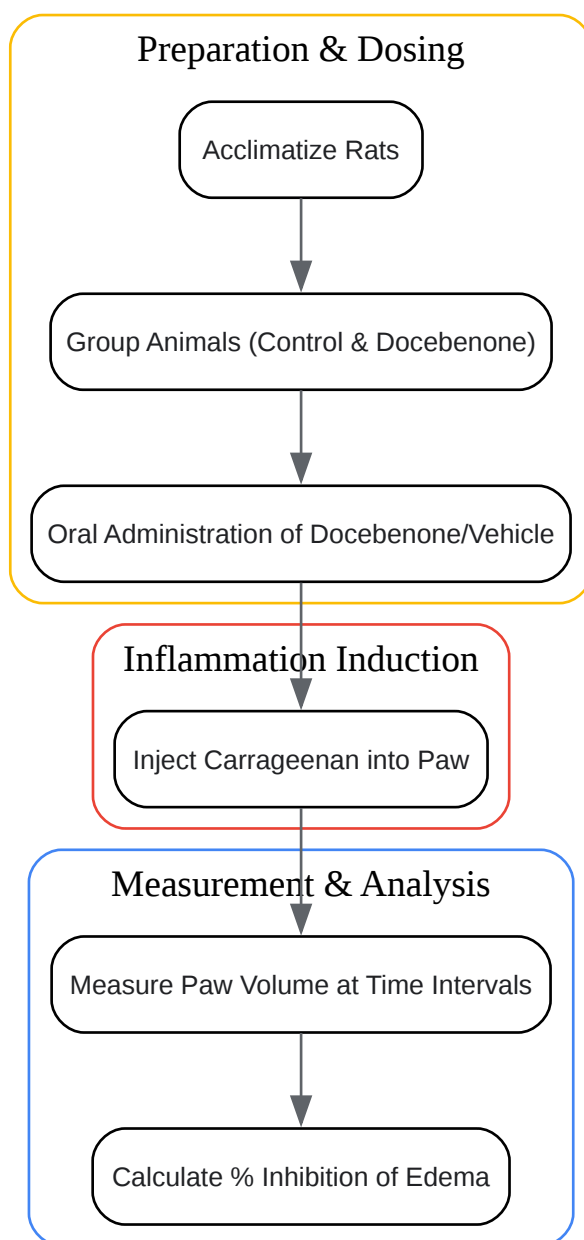 Preparation & Dosing
Acclimatize Rats
Group Animals (Control & Docebenone)
Oral Administration of Docebenone/Vehicle
Inflammation Induction
Inject Carrageenan into Paw
Measurement & Analysis
Measure Paw Volume at Time Intervals
Calculate % Inhibition of Edema